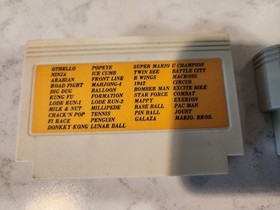 OTHELLO POPEYE SUPER MARIO U CHAMPION
NINJA ICE CUMB TWIN BEE BATTLE CITY
ARABIAN FRONT LINE B WINGS MACROSS
ROAD FIGHT MAHJONG-4 1942 CIRCUE
DIG DUG BALLOON BOMBER MAN EXCITE BIKE
KUNG FU FORMATION STAR FORCE COMBAT
LODE RUN-1 LODE RUN-2 MAPPY EXERION
MILK & NUT MILLIPEDE BASE BALL PAC MAN
CHACK'N POP TENNIS PIN BALL JOUST
F1 RACE PENGUIN GALAZA MARIO. BROS.
DONKEY KONG LUNAR BALL